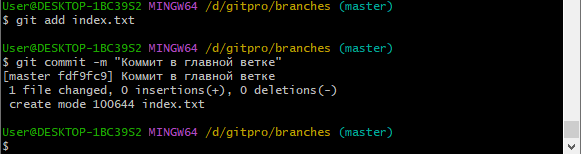 User@DESKTOP-1BC39S2 MINGW64 /d/gitpro/branches (master)
$ git add index.txt
User@DESKTOP-1BC39S2 MINGW64 /d/gitpro/branches (master)
$ git commit -m "Коммит в главной ветке"
[master fdf9fc9] Коммит в главной ветке
1 file changed, 0 insertions(+), 0 deletions(-)
create mode 100644 index.txt
User@DESKTOP-1BC39S2 MINGW64 /d/gitpro/branches (master)
$